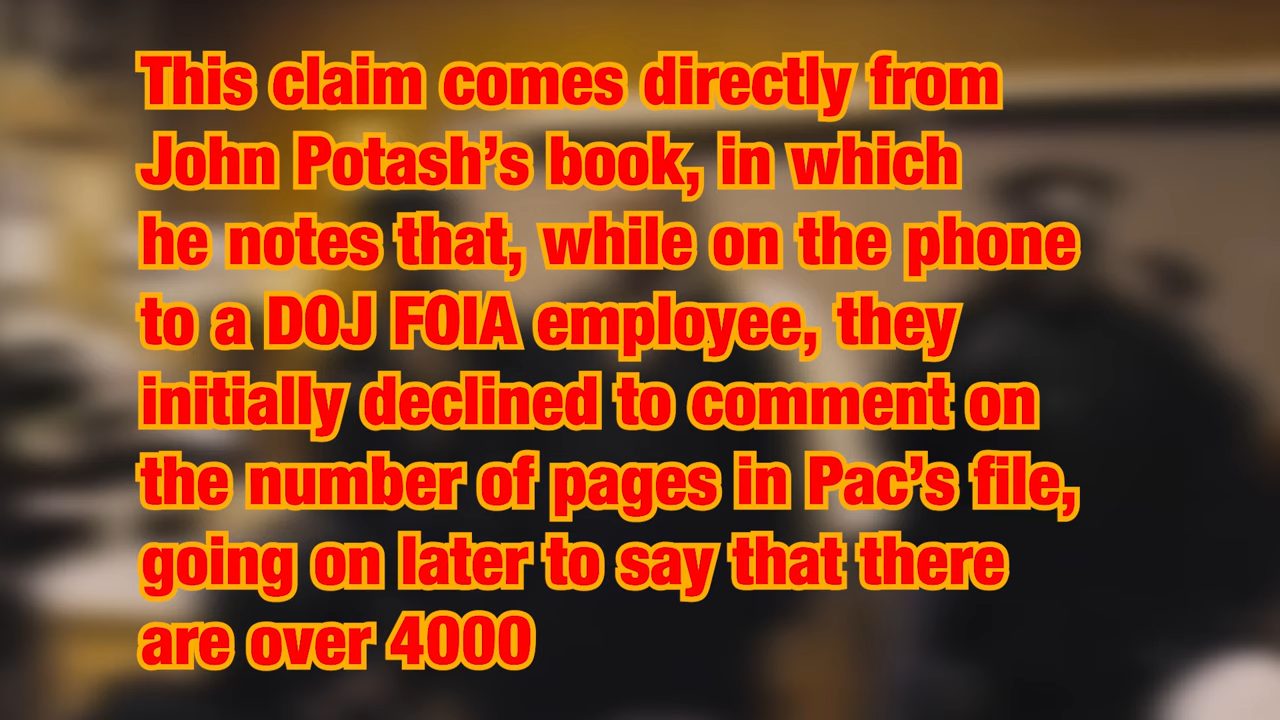 This claim comes directly from
John Potash’s book, in which
he notes that, while on the phone
to a DOJ FOIA employee, they
initially declined to comment on
the number of pages in Pac’s file,
going on later to say that there
are over 4000